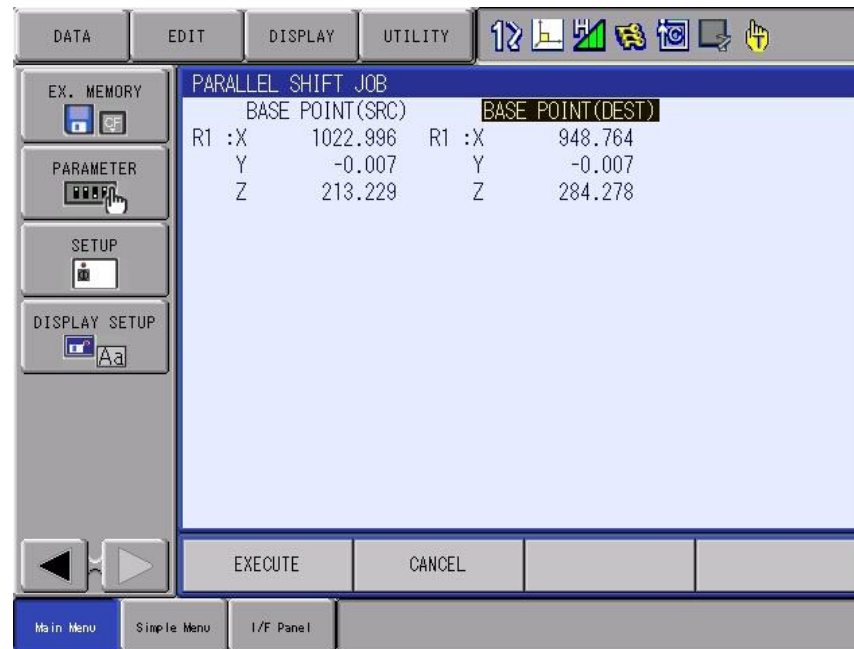 DATA EDIT DISPLAY UTILITY
EX. MEMORY
CF
PARAMETER
SETUP
DISPLAY SETUP
Aa
PARALLEL SHIFT JOB
BASE POINT(SRC) BASE POINT(DEST)
R1 :X 1022.996 R1 :X 948.764
Y -0.007 Y -0.007
Z 213.229 Z 284.278
EXECUTE CANCEL
Main Menu Simple Menu I/F Panel